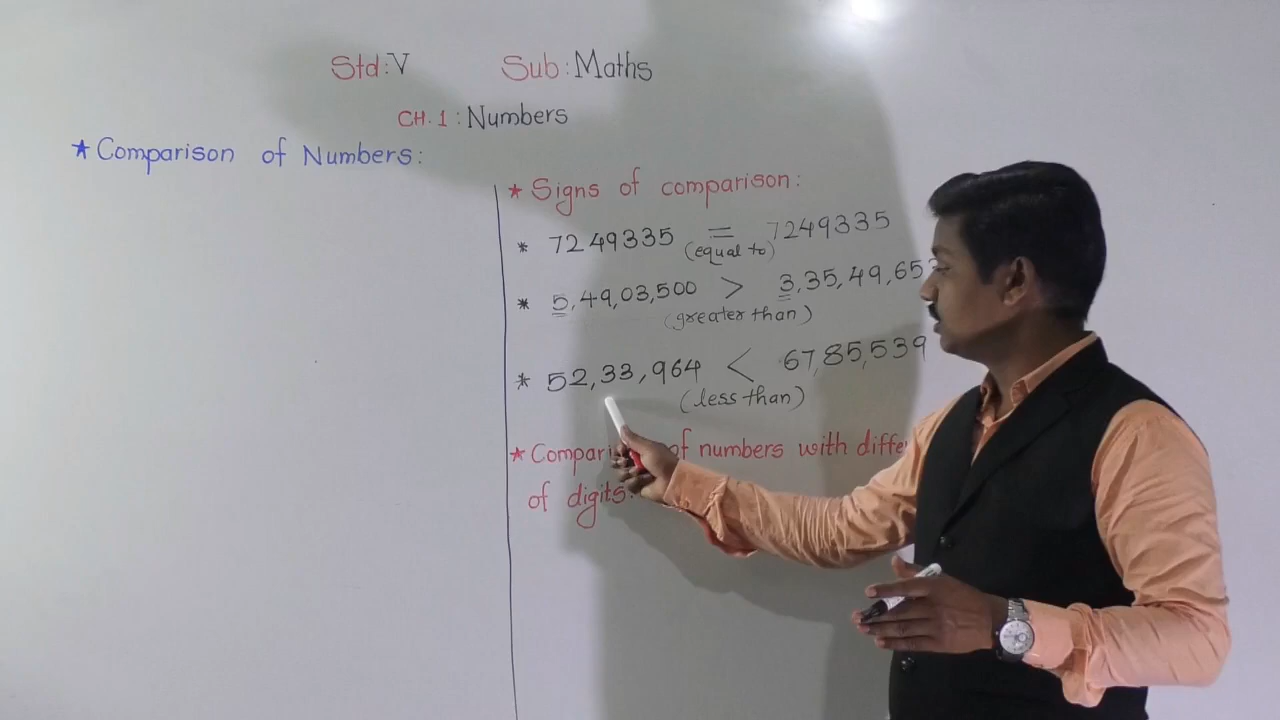 Std: V Sub: Maths
CH. 1: Numbers
★ Comparison of Numbers:
★ Signs of comparison:
* 7249335 = 7249335
(equal to)
* 5,49,03,500 > 3,35,49,65
(greater than)
* 52,33,964 < 67,85,539
(less than)
★ of numbers with
of digits.